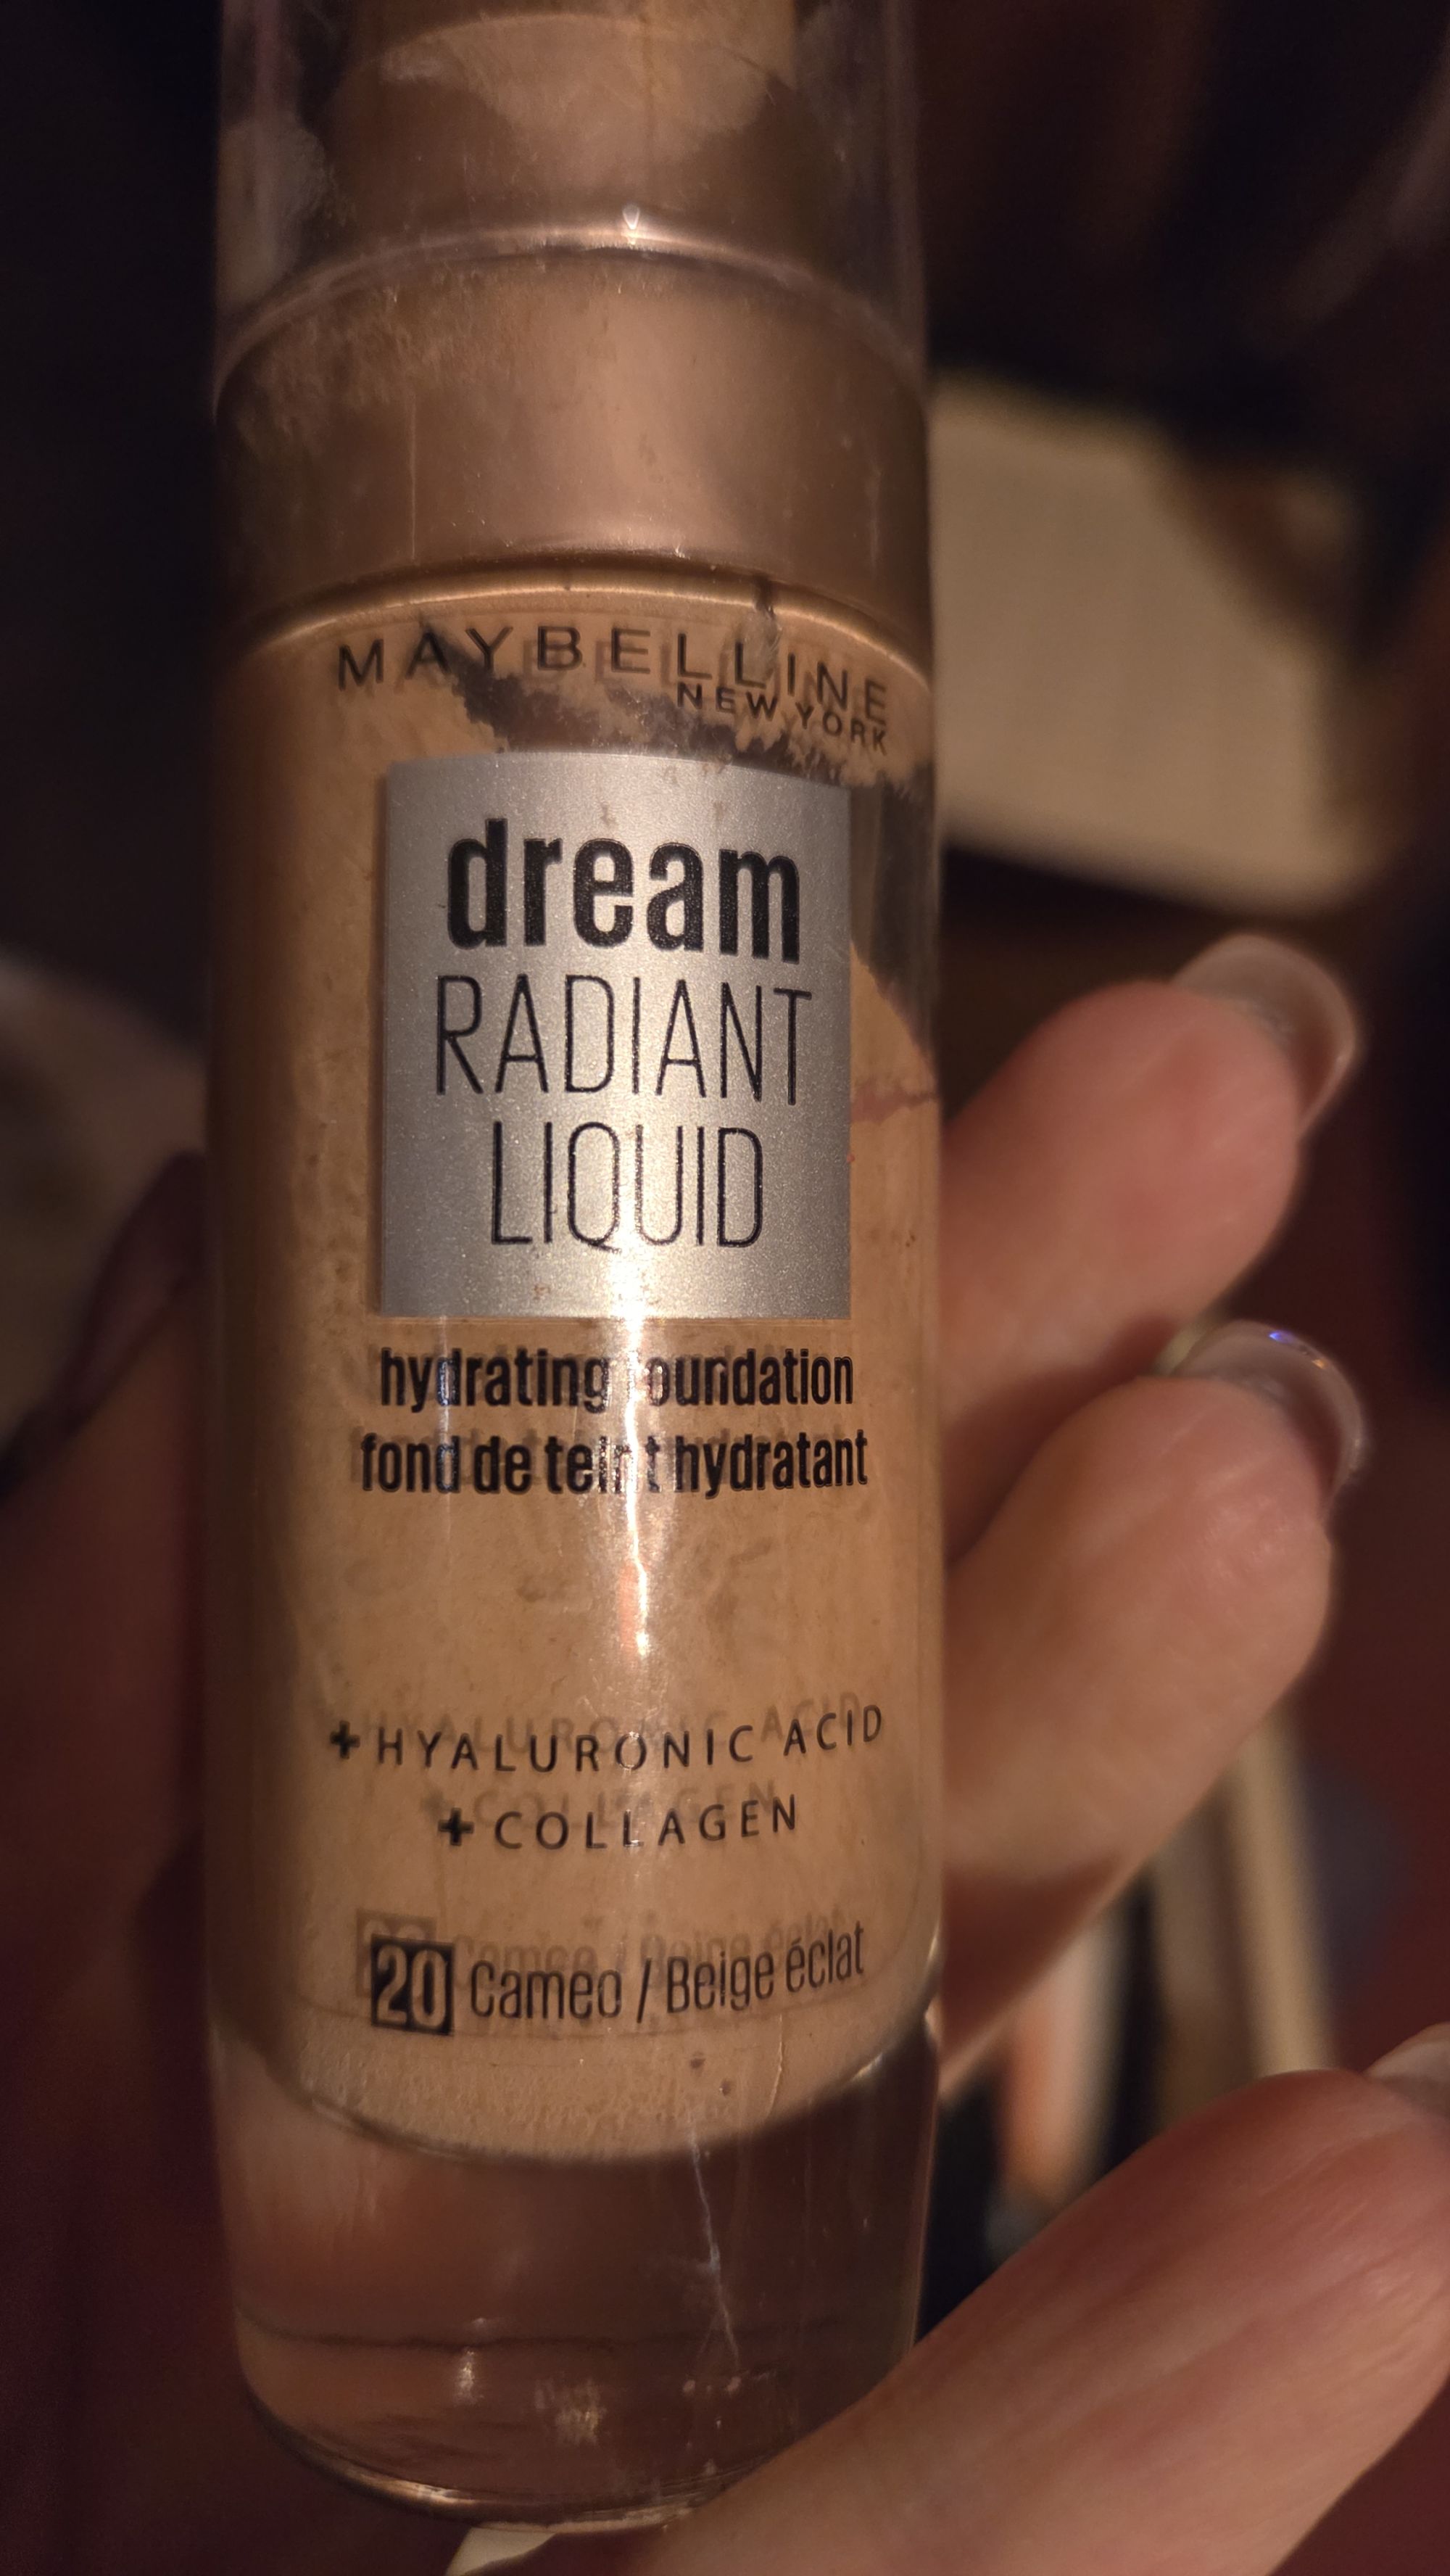 MAYBELLINE
NEW YORK
dream
RADIANT
LIQUID
hydrating foundation
fond de teint hydratant
+HYALURONIC ACID
+COLLAGEN
20 Cameo / Beige éclat